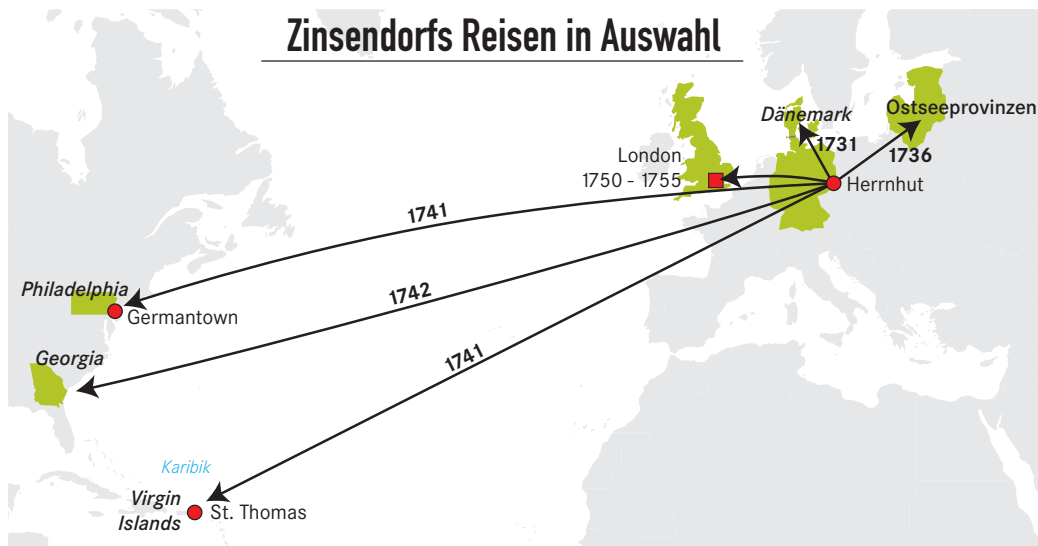 Zinsendorfs Reisen in Auswahl
Dänemark
Ostseeprovinzen
1731
1736
London
1750 - 1755
Herrnhut
1741
Philadelphia
Germantown
1742
Georgia
1741
Karibik
Virgin
Islands
St. Thomas